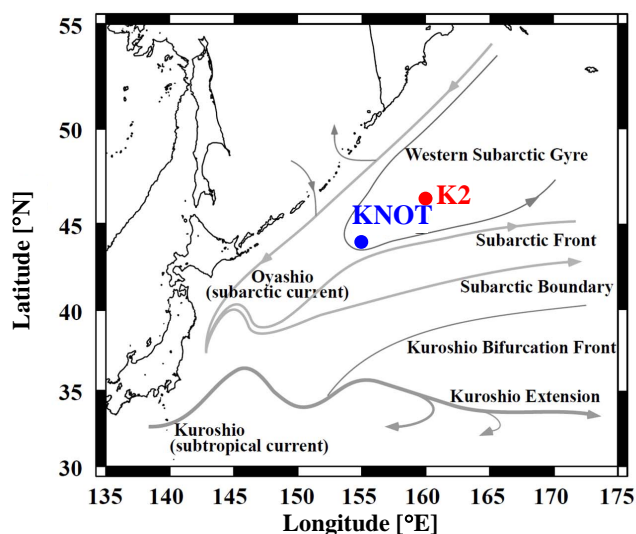 55
50
45
40
35
30
Latitude [°N]
Western Subarctic Gyre
K2
KNOT
Subarctic Front
Oyashio
(subarctic current)
Subarctic Boundary
Kuroshio Bifurcation Front
Kuroshio Extension
Kuroshio
(subtropical current)
135 140 145 150 155 160 165 170 175
Longitude [°E]